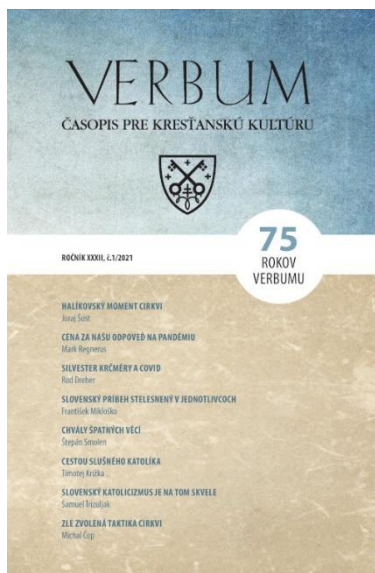 VERBUM
ČASOPIS PRE KRESŤANSKÚ KULTÚRU
75
ROKOV
VERBUMU
ROČNÍK XXXII, č.1/2021
HALÍKOVSKÝ MOMENT CIRKVI
Juraj Šúst
CENA ZA NAŠU ODPOVEĎ NA PANDÉMIU
Mark Regnerus
SILVESTER KRČMÉRY A COVID
Rod Dreher
SLOVENSKÝ PRÍBEH STELESNENÝ V JEDNOTLIVCOCH
František Mikloško
CHVÁLY ŠPATNÝCH VĚCÍ
Štěpán Smolen
CESTOU SLUŠNÉHO KATOLÍKA
Timotej Križka
SLOVENSKÝ KATOLICIZMUS JE NA TOM SKVELE
Samuel Trizuljak
ZLE ZVOLENÁ TAKTIKA CIRKVI
Michal Čop